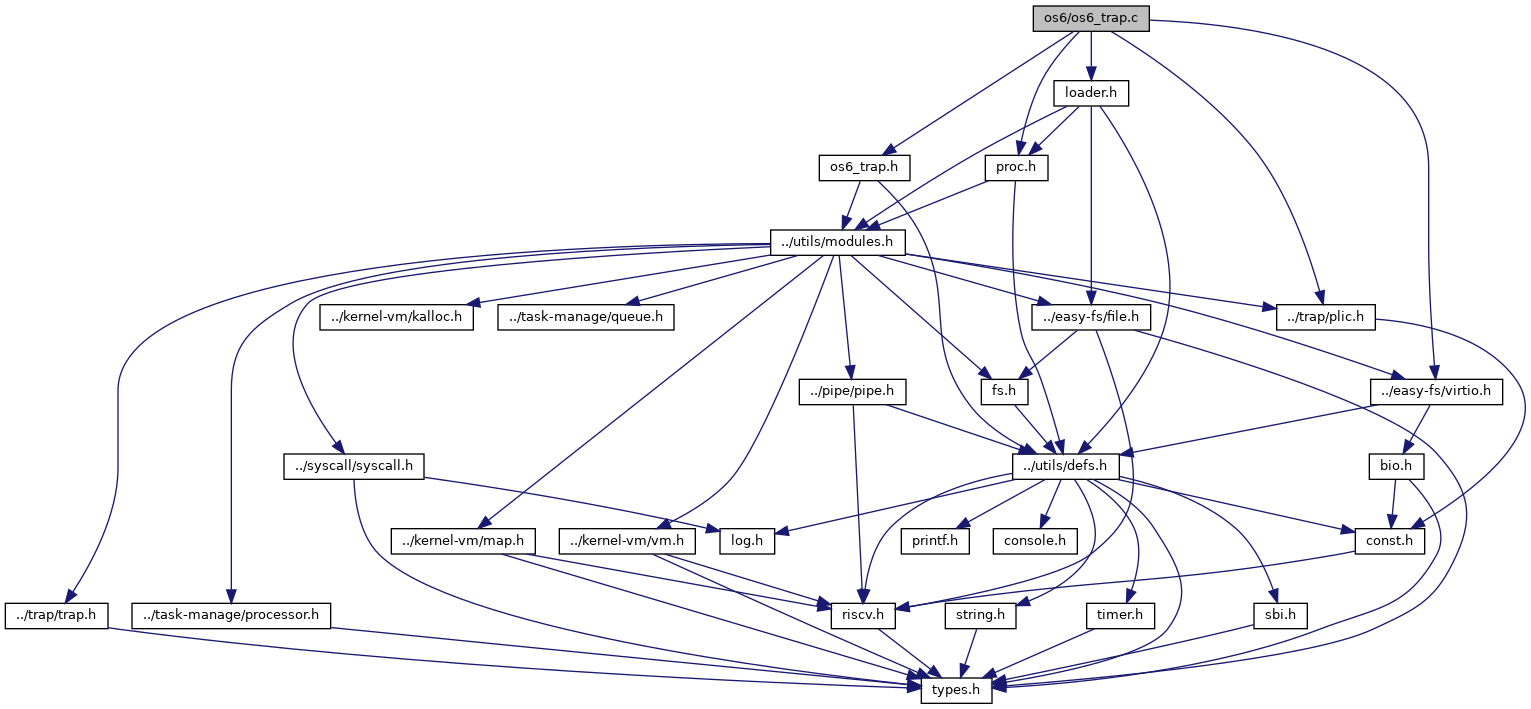 os6/os6_trap.c
loader.h
os6_trap.h
proc.h
../utils/modules.h
../kernel-vm/kalloc.h
../task-manage/queue.h
../easy-fs/file.h
../trap/plic.h
../pipe/pipe.h
fs.h
../easy-fs/virtio.h
../syscall/syscall.h
../utils/defs.h
bio.h
../kernel-vm/map.h
../kernel-vm/vm.h
log.h
printf.h
console.h
const.h
../trap/trap.h
../task-manage/processor.h
riscv.h
string.h
timer.h
sbi.h
types.h